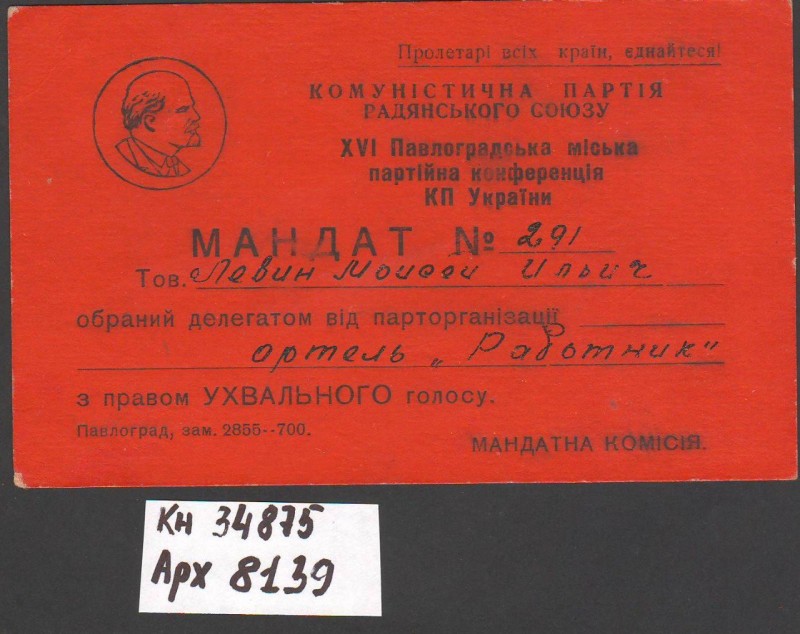 Пролетарі всіх країн, єднайтеся!
КОМУНІСТИЧНА ПАРТІЯ
РАДЯНСЬКОГО СОЮЗУ
XVI Павлоградська міська
партійна конференція
КП України
МАНДАТ № 291
Тов. Левин Моисей Ильич
обраний делегатом від парторганізації
ортель „Работник"
з правом УХВАЛЬНОГО голосу.
Павлоград, зам. 2855--700.
МАНДАТНА КОМІСІЯ.
Кн 34875
Арх 8139